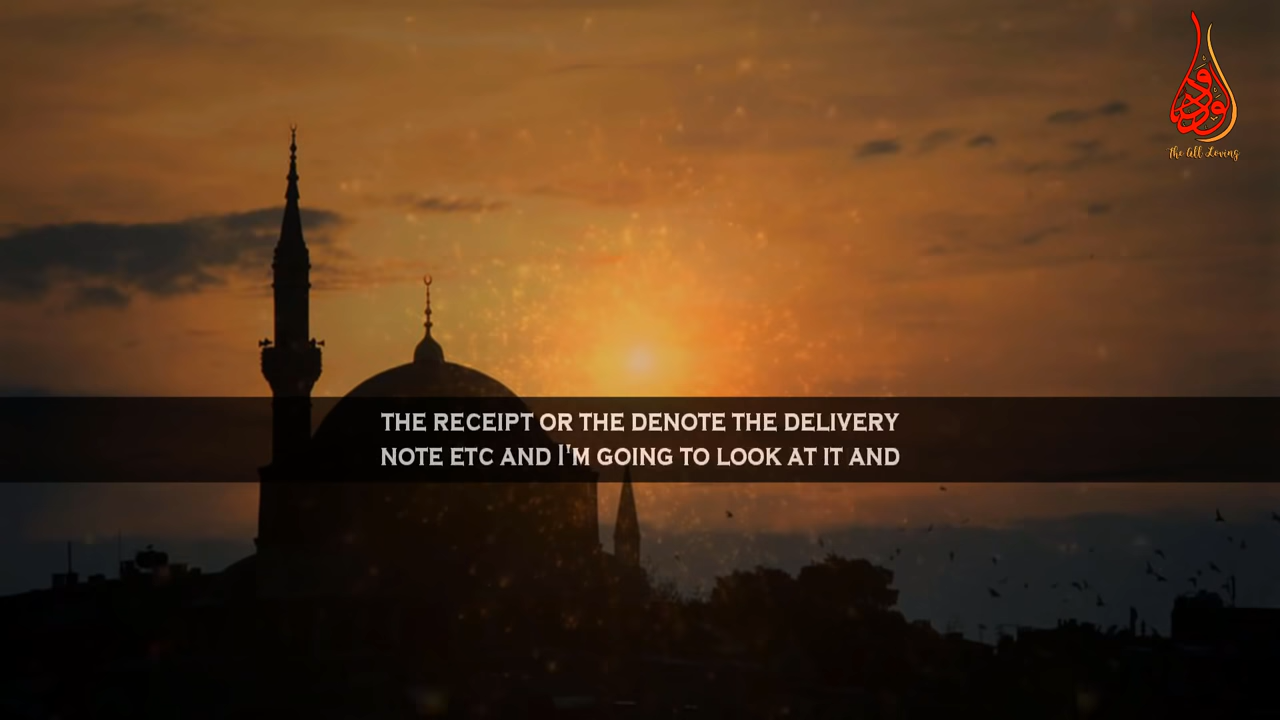 الودود
The All Loving
THE RECEIPT OR THE DENOTE THE DELIVERY
NOTE ETC AND I'M GOING TO LOOK AT IT AND